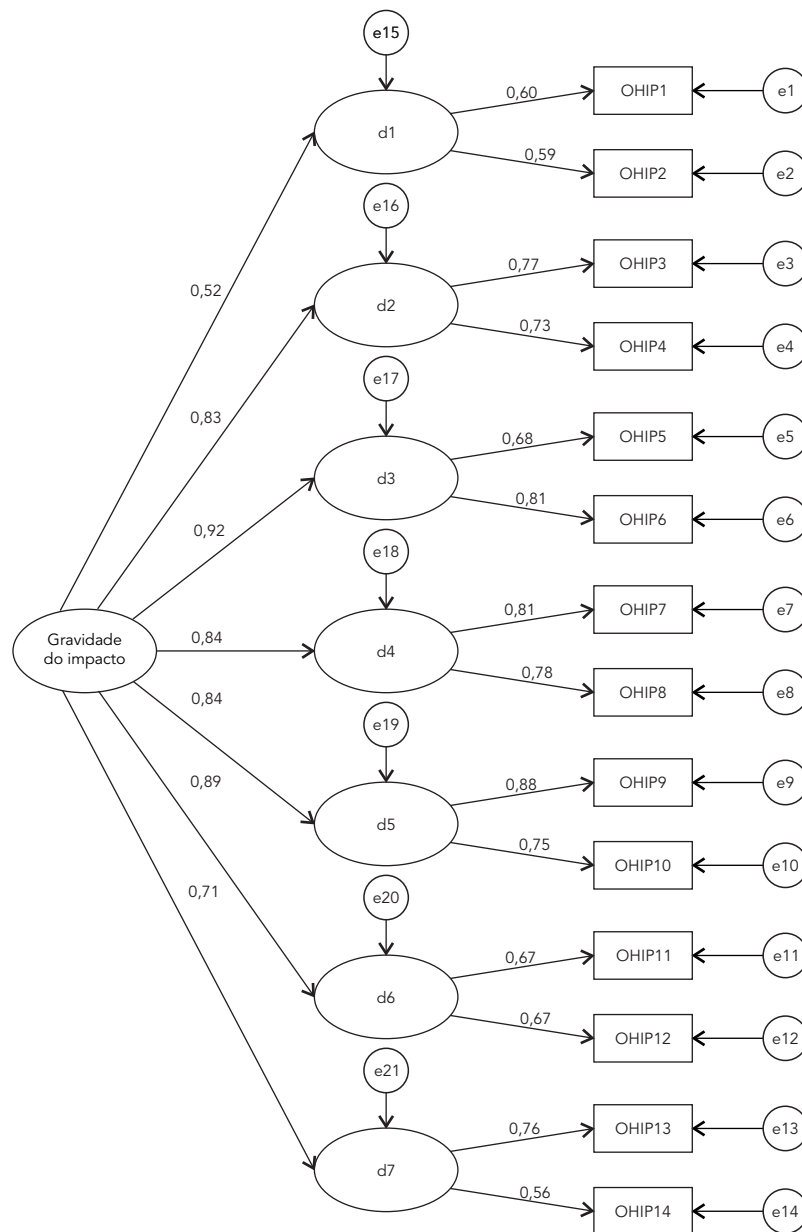 e15
OHIP1
e1
0,60
d1
0,59
OHIP2
e2
e16
OHIP3
e3
0,77
0,52
d2
0,73
OHIP4
e4
e17
0,83
OHIP5
e5
0,68
d3
0,92
0,81
OHIP6
e6
e18
OHIP7
e7
0,81
Gravidade
do impacto
0,84
d4
0,78
OHIP8
e8
0,84
e19
0,89
OHIP9
e9
0,88
d5
0,75
OHIP10
e10
0,71
e20
OHIP11
e11
0,67
d6
0,67
OHIP12
e12
e21
OHIP13
e13
0,76
d7
0,56
OHIP14
e14